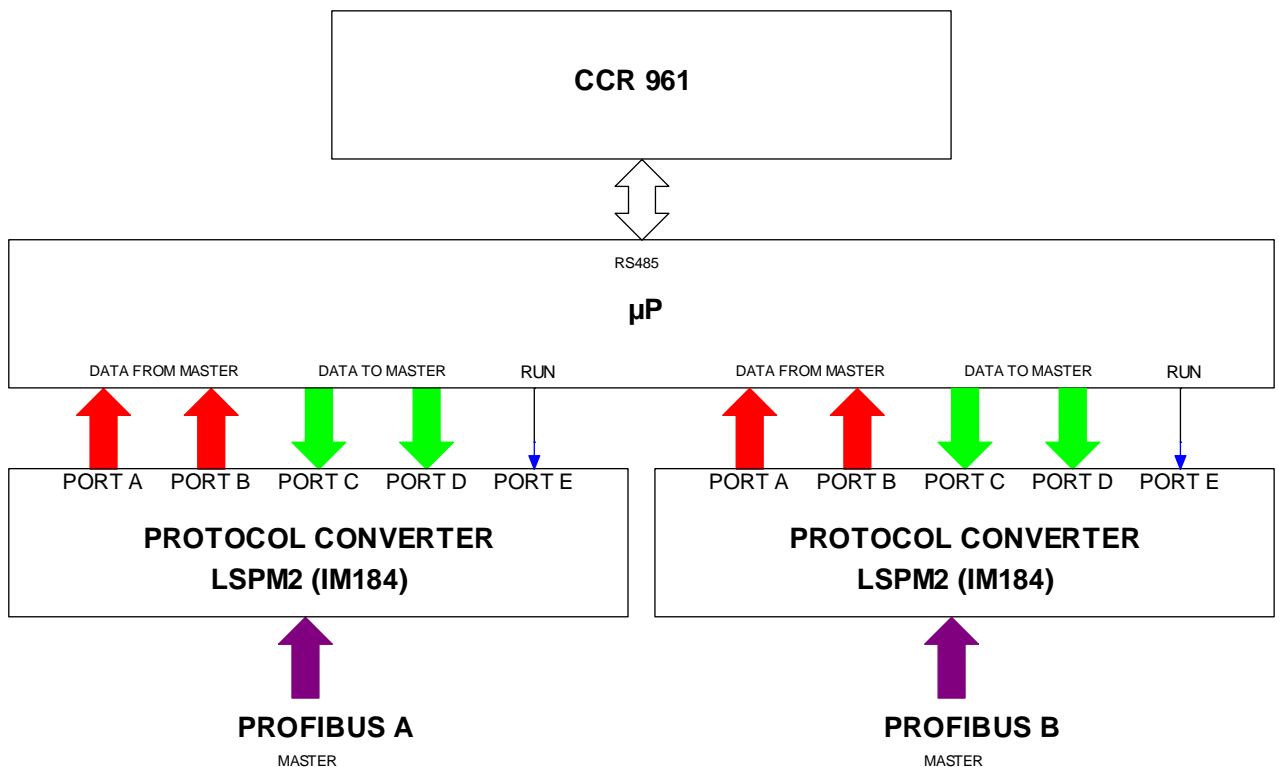 CCR 961
RS485
µP
DATA FROM MASTER DATA TO MASTER RUN DATA FROM MASTER DATA TO MASTER RUN
PORT A PORT B PORT C PORT D PORT E PORT A PORT B PORT C PORT D PORT E
PROTOCOL CONVERTER PROTOCOL CONVERTER
LSPM2 (IM184) LSPM2 (IM184)
PROFIBUS A PROFIBUS B
MASTER MASTER